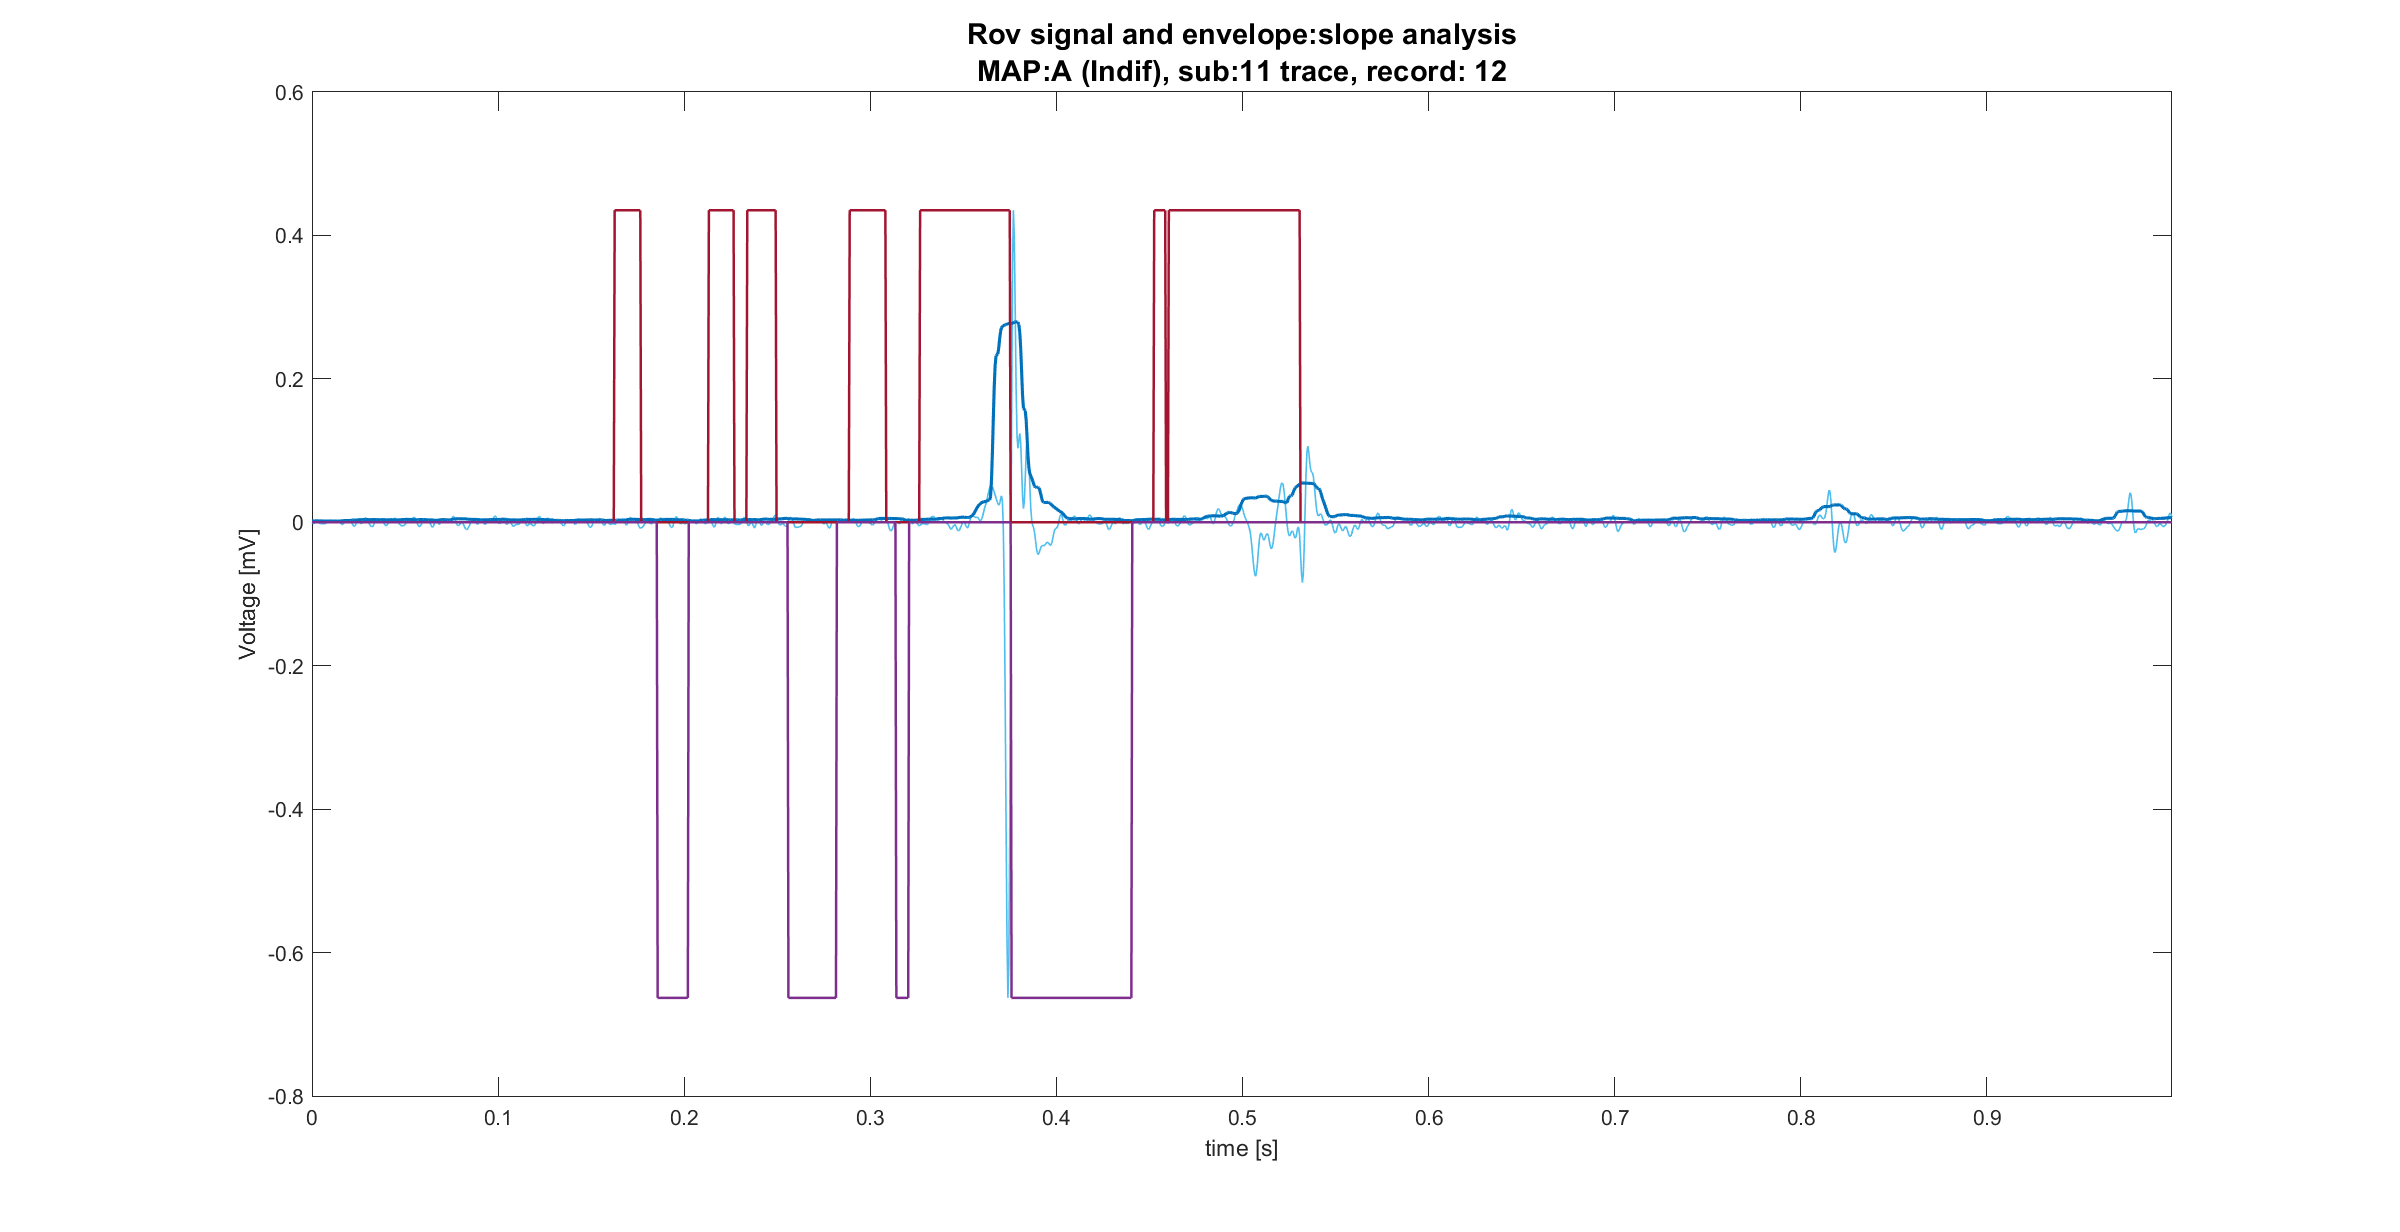 Rov signal and envelope:slope analysis
MAP:A (Indif), sub:11 trace, record: 12
0.6
0.4
0.2
0
-0.2
-0.4
-0.6
-0.8
Voltage [mV]
0 0.1 0.2 0.3 0.4 0.5 0.6 0.7 0.8 0.9
time [s]